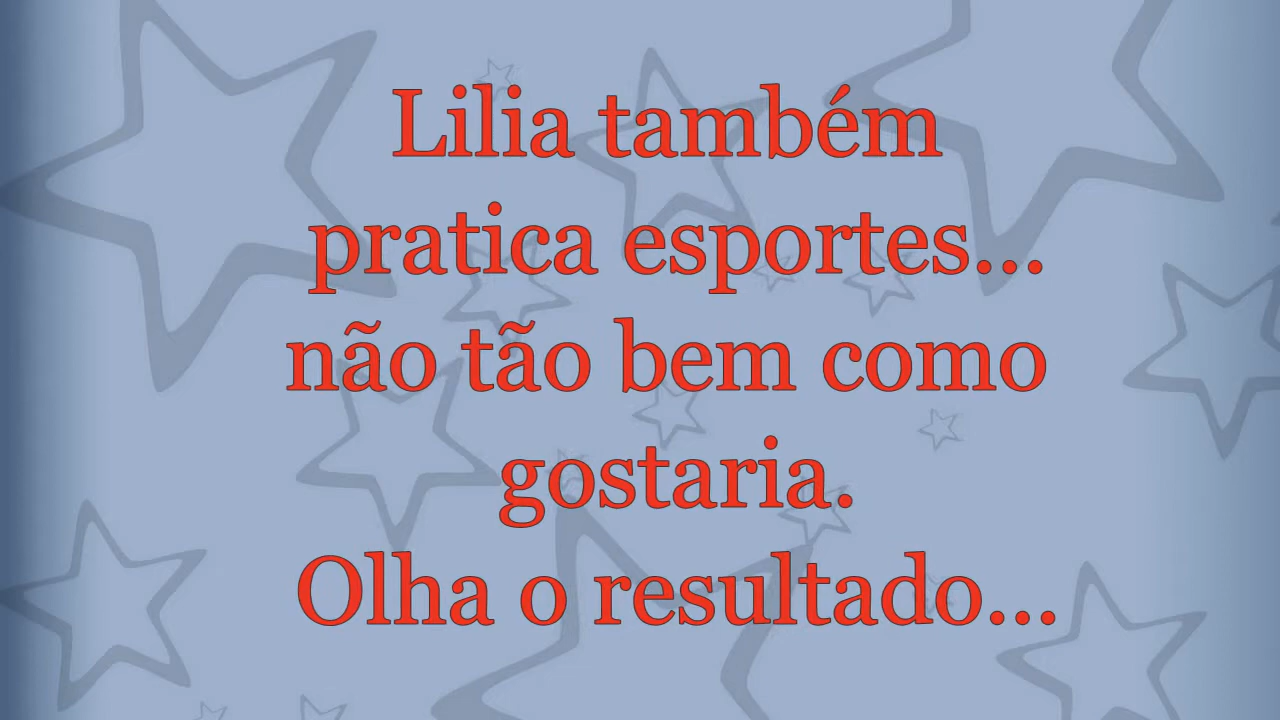 Lilia também
pratica esportes...
não tão bem como
gostaria.
Olha o resultado...